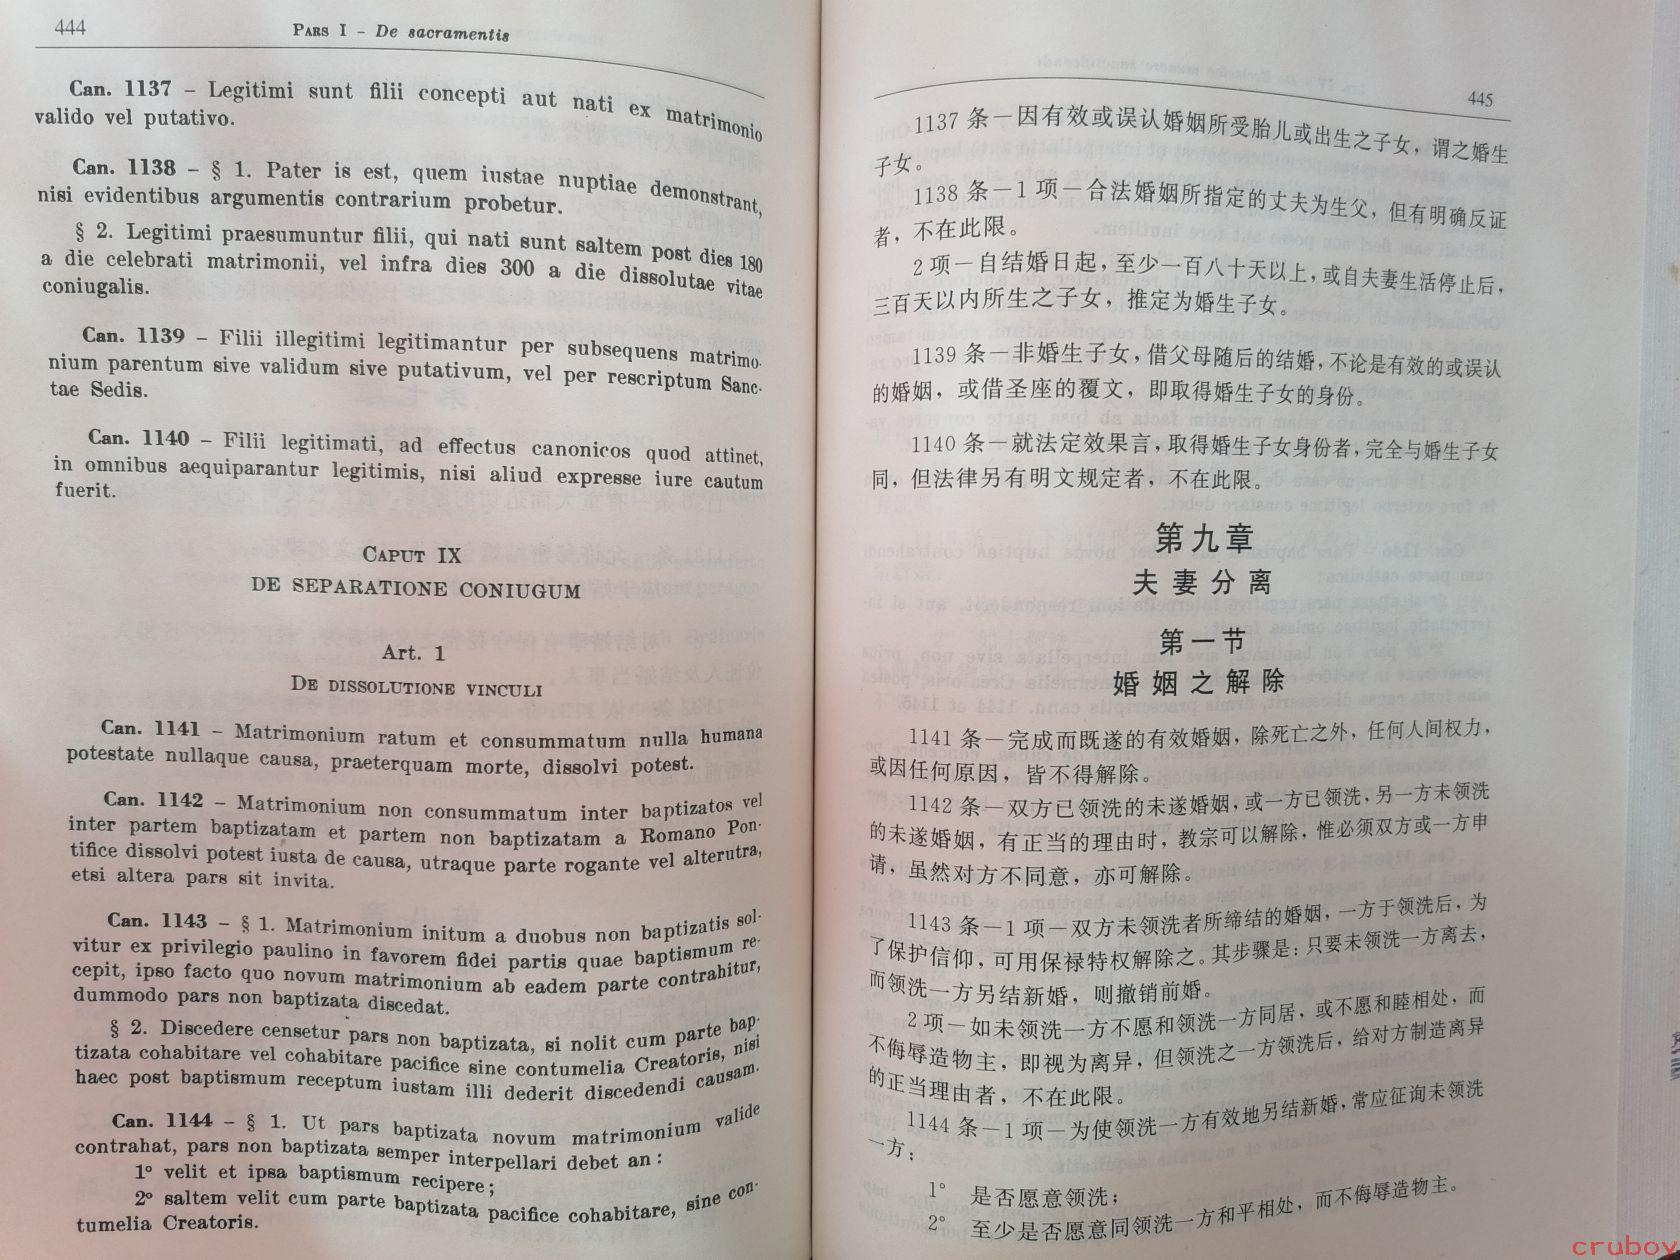 444
PARS I – De sacramentis
Can. 1137 – Legitimi sunt filii concepti aut nati ex matrimonio
valido vel putativo.
Can. 1138 – § 1. Pater is est, quem iustae nuptiae demonstrant,
nisi evidentibus argumentis contrarium probetur.
§ 2. Legitimi praesumuntur filii, qui nati sunt saltem post dies 180
a die celebrati matrimonii, vel infra dies 300 a die dissolutae vitae
coniugalis.
Can. 1139 – Filii illegitimi legitimantur per subsequens matrimo-
nium parentum sive validum sive putativum, vel per rescriptum Sanc-
tae Sedis.
Can. 1140 – Filii legitimati, ad effectus canonicos quod attinet,
in omnibus aequiparantur legitimis, nisi aliud expresse iure cautum
fuerit.
CAPUT IX
DE SEPARATIONE CONIUGUM
Art. 1
DE DISSOLUTIONE VINCULI
Can. 1141 – Matrimonium ratum et consummatum nulla humana
potestate nullaque causa, praeterquam morte, dissolvi potest.
Can. 1142 – Matrimonium non consummatum inter baptizatos vel
inter partem baptizatam et partem non baptizatam a Romano Pon-
tifice dissolvi potest iusta de causa, utraque parte rogante vel alterutra,
etsi altera pars sit invita.
Can. 1143 – § 1. Matrimonium initum a duobus non baptizatis sol-
vitur ex privilegio paulino in favorem fidei partis quae baptismum re-
cepit, ipso facto quo novum matrimonium ab eadem parte contrahitur,
dummodo pars non baptizata discedat.
§ 2. Discedere censetur pars non baptizata, si nolit cum parte bap-
tizata cohabitare vel cohabitare pacifice sine contumelia Creatoris, nisi
haec post baptismum receptum iustam illi dederit discedendi causam.
Can. 1144 – § 1. Ut pars baptizata novum matrimonium valide
contrahat, pars non baptizata semper interpellari debet an :
1º velit et ipsa baptismum recipere ;
2º saltem velit cum parte baptizata pacifice cohabitare, sine con-
tumelia Creatoris.
445
1137 条－因有效或误认婚姻所受胎儿或出生之子女，谓之婚生
子女。
1138 条－1 项－合法婚姻所指定的丈夫为生父，但有明确反证
者，不在此限。
2 项－自结婚日起，至少一百八十天以上，或自夫妻生活停止后，
三百天以内所生之子女，推定为婚生子女。
1139 条－非婚生子女，借父母随后的结婚，不论是有效的或误认
的婚姻，或借圣座的覆文，即取得婚生子女的身份。
1140 条－就法定效果言，取得婚生子女身份者，完全与婚生子女
同，但法律另有明文规定者，不在此限。
第九章
夫妻分离
第一节
婚姻之解除
1141 条－完成而既遂的有效婚姻，除死亡之外，任何人间权力，
或因任何原因，皆不得解除。
1142 条－双方已领洗的未遂婚姻，或一方已领洗，另一方未领洗
的未遂婚姻，有正当的理由时，教宗可以解除，惟必须双方或一方申
请，虽然对方不同意，亦可解除。
1143 条－1 项－双方未领洗者所缔结的婚姻，一方于领洗后，为
了保护信仰，可用保禄特权解除之。其步骤是：只要未领洗一方离去，
而领洗一方另结新婚，则撤销前婚。
2 项－如未领洗一方不愿和领洗一方同居，或不愿和睦相处，而
不侮辱造物主，即视为离异，但领洗之一方领洗后，给对方制造离异
的正当理由者，不在此限。
1144 条－1 项－为使领洗一方有效地另结新婚，常应征询未领洗
一方：
1° 是否愿意领洗；
2° 至少是否愿意同领洗一方和平相处，而不侮辱造物主。
cruboy